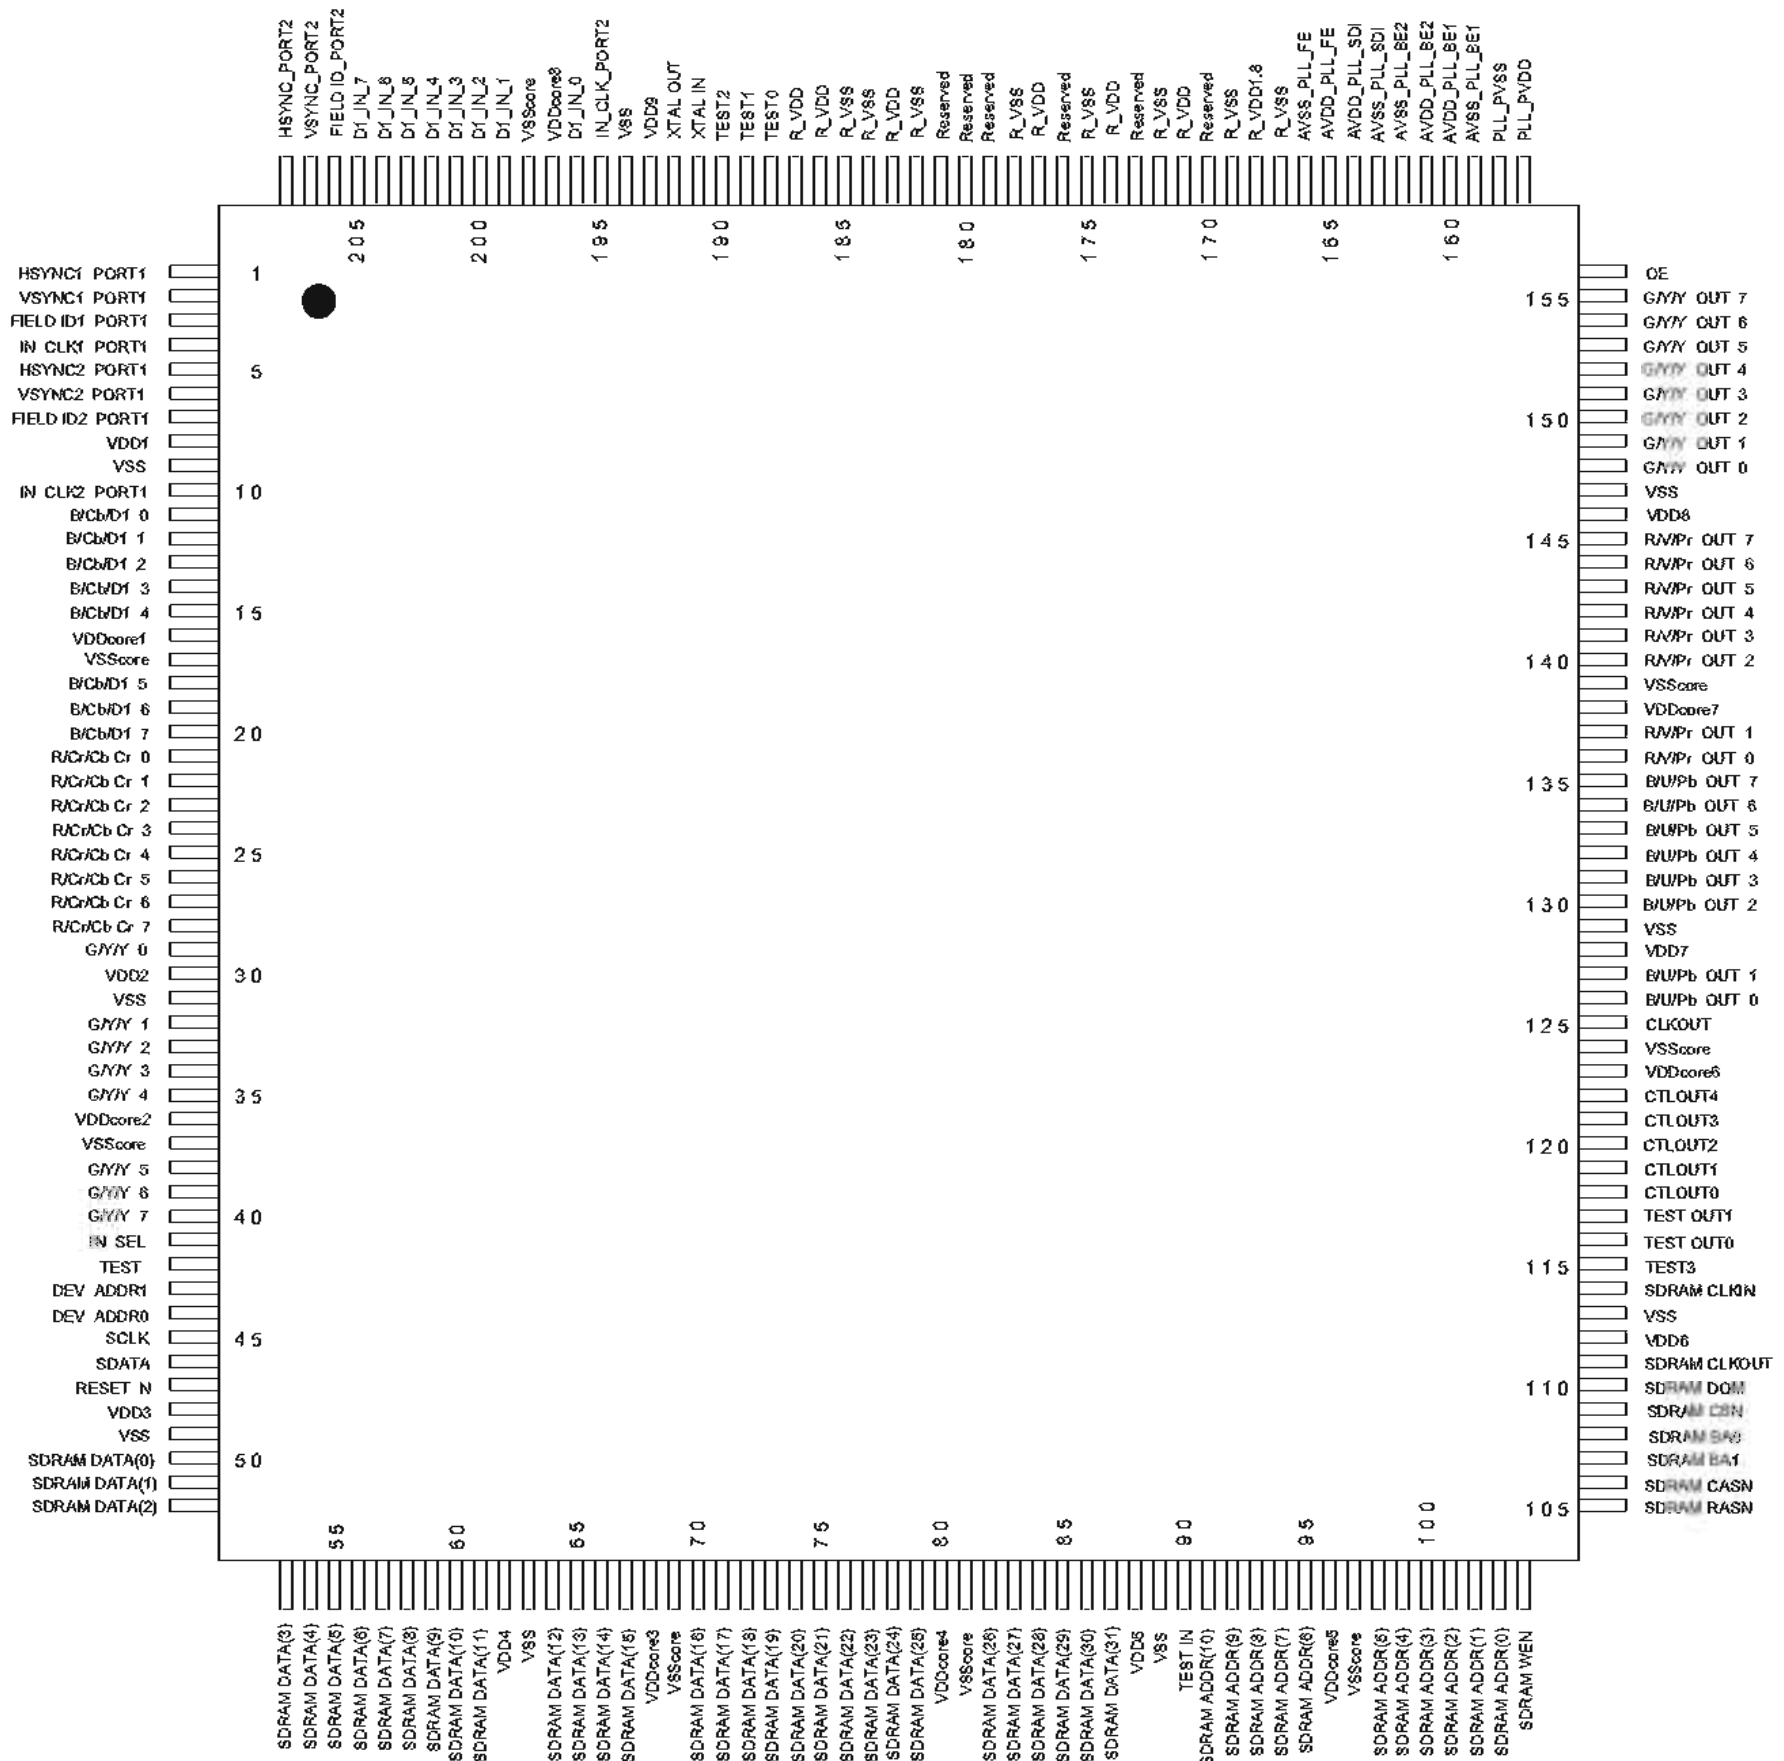 HSYNC_PORT2
VSYNC_PORT2
FIELD ID_PORT2
D1_IN_7
D1_IN_6
D1_IN_5
D1_IN_4
D1_IN_3
D1_IN_2
D1_IN_1
VSScore
VDDcore8
D1_IN_0
IN_CLK_PORT2
VSS
VDD9
XTAL OUT
XTAL IN
TEST2
TEST1
TEST0
R_VDD
R_VDD
R_VSS
R_VSS
R_VDD
R_VSS
Reserved
Reserved
Reserved
R_VSS
R_VDD
Reserved
R_VSS
R_VDD
Reserved
R_VSS
R_VDD
Reserved
R_VSS
R_VDD1.8
R_VSS
AVSS_PLL_FE
AVDD_PLL_FE
AVDD_PLL_SDI
AVSS_PLL_SDI
AVSS_PLL_BE2
AVDD_PLL_BE2
AVDD_PLL_BE1
AVSS_PLL_BE1
PLL_PVSS
PLL_PVDD
205
200
195
190
185
180
175
170
165
160
HSYNC1 PORT1
VSYNC1 PORT1
FIELD ID1 PORT1
IN CLK1 PORT1
HSYNC2 PORT1
VSYNC2 PORT1
FIELD ID2 PORT1
VDD1
VSS
IN CLK2 PORT1
B/Cb/D1 0
B/Cb/D1 1
B/Cb/D1 2
B/Cb/D1 3
B/Cb/D1 4
VDDcore1
VSScore
B/Cb/D1 5
B/Cb/D1 6
B/Cb/D1 7
R/Cr/Cb Cr 0
R/Cr/Cb Cr 1
R/Cr/Cb Cr 2
R/Cr/Cb Cr 3
R/Cr/Cb Cr 4
R/Cr/Cb Cr 5
R/Cr/Cb Cr 6
R/Cr/Cb Cr 7
G/Y/Y 0
VDD2
VSS
G/Y/Y 1
G/Y/Y 2
G/Y/Y 3
G/Y/Y 4
VDDcore2
VSScore
G/Y/Y 5
G/Y/Y 6
G/Y/Y 7
IN SEL
TEST
DEV ADDR1
DEV ADDR0
SCLK
SDATA
RESET N
VDD3
VSS
SDRAM DATA(0)
SDRAM DATA(1)
SDRAM DATA(2)
1
5
10
15
20
25
30
35
40
45
50
155
150
145
140
135
130
125
120
115
110
105
OE
G/Y/Y OUT 7
G/Y/Y OUT 6
G/Y/Y OUT 5
G/Y/Y OUT 4
G/Y/Y OUT 3
G/Y/Y OUT 2
G/Y/Y OUT 1
G/Y/Y OUT 0
VSS
VDD8
R/V/Pr OUT 7
R/V/Pr OUT 6
R/V/Pr OUT 5
R/V/Pr OUT 4
R/V/Pr OUT 3
R/V/Pr OUT 2
VSScore
VDDcore7
R/V/Pr OUT 1
R/V/Pr OUT 0
B/U/Pb OUT 7
B/U/Pb OUT 6
B/U/Pb OUT 5
B/U/Pb OUT 4
B/U/Pb OUT 3
B/U/Pb OUT 2
VSS
VDD7
B/U/Pb OUT 1
B/U/Pb OUT 0
CLKOUT
VSScore
VDDcore6
CTLOUT4
CTLOUT3
CTLOUT2
CTLOUT1
CTLOUT0
TEST OUT1
TEST OUT0
TEST3
SDRAM CLKIN
VSS
VDD6
SDRAM CLKOUT
SDRAM DQM
SDRAM CSN
SDRAM BA0
SDRAM BA1
SDRAM CASN
SDRAM RASN
55
60
65
70
75
80
85
90
95
100
SDRAM DATA(3)
SDRAM DATA(4)
SDRAM DATA(5)
SDRAM DATA(6)
SDRAM DATA(7)
SDRAM DATA(8)
SDRAM DATA(9)
SDRAM DATA(10)
SDRAM DATA(11)
VDD4
VSS
SDRAM DATA(12)
SDRAM DATA(13)
SDRAM DATA(14)
SDRAM DATA(15)
VDDcore3
VSScore
SDRAM DATA(16)
SDRAM DATA(17)
SDRAM DATA(18)
SDRAM DATA(19)
SDRAM DATA(20)
SDRAM DATA(21)
SDRAM DATA(22)
SDRAM DATA(23)
SDRAM DATA(24)
SDRAM DATA(25)
VDDcore4
VSScore
SDRAM DATA(26)
SDRAM DATA(27)
SDRAM DATA(28)
SDRAM DATA(29)
SDRAM DATA(30)
SDRAM DATA(31)
VDD5
VSS
TEST IN
SDRAM ADDR(10)
SDRAM ADDR(9)
SDRAM ADDR(8)
SDRAM ADDR(7)
SDRAM ADDR(6)
VDDcore5
VSScore
SDRAM ADDR(5)
SDRAM ADDR(4)
SDRAM ADDR(3)
SDRAM ADDR(2)
SDRAM ADDR(1)
SDRAM ADDR(0)
SDRAM WEN